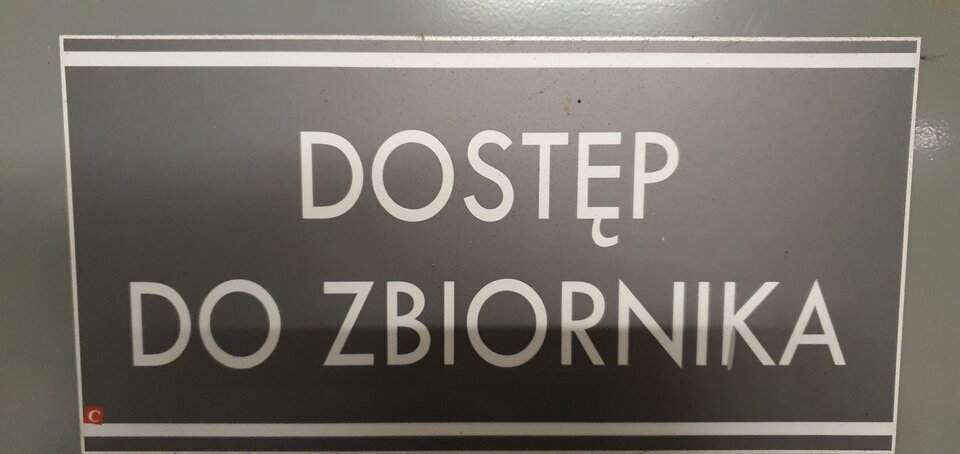 DOSTĘP
DO ZBIORNIKA
C